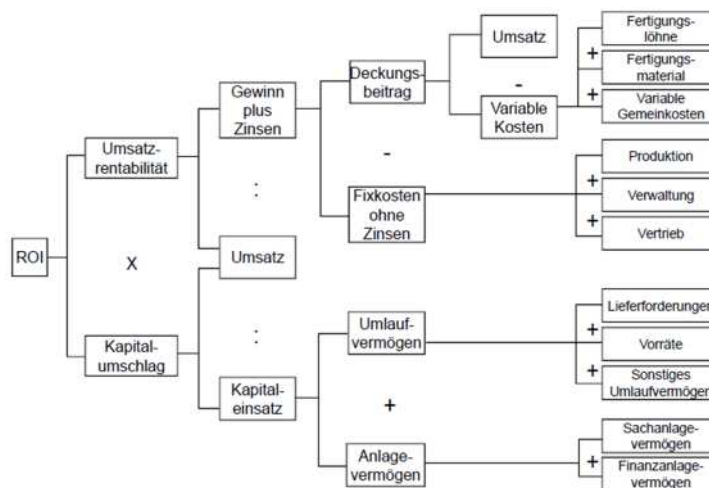 ROI
Umsatz-
rentabilität
X
Kapital-
umschlag
Gewinn
plus
Zinsen
:
Umsatz
:
Kapital-
einsatz
Deckungs-
beitrag
-
Fixkosten
ohne
Zinsen
Umlauf-
vermögen
+
Anlage-
vermögen
Umsatz
-
Variable
Kosten
Fertigungs-
löhne
+
Fertigungs-
material
+
Variable
Gemeinkosten
Produktion
+
Verwaltung
+
Vertrieb
Lieferforderungen
+
Vorräte
+
Sonstiges
Umlaufvermögen
Sachanlage-
vermögen
+
Finanzanlage-
vermögen